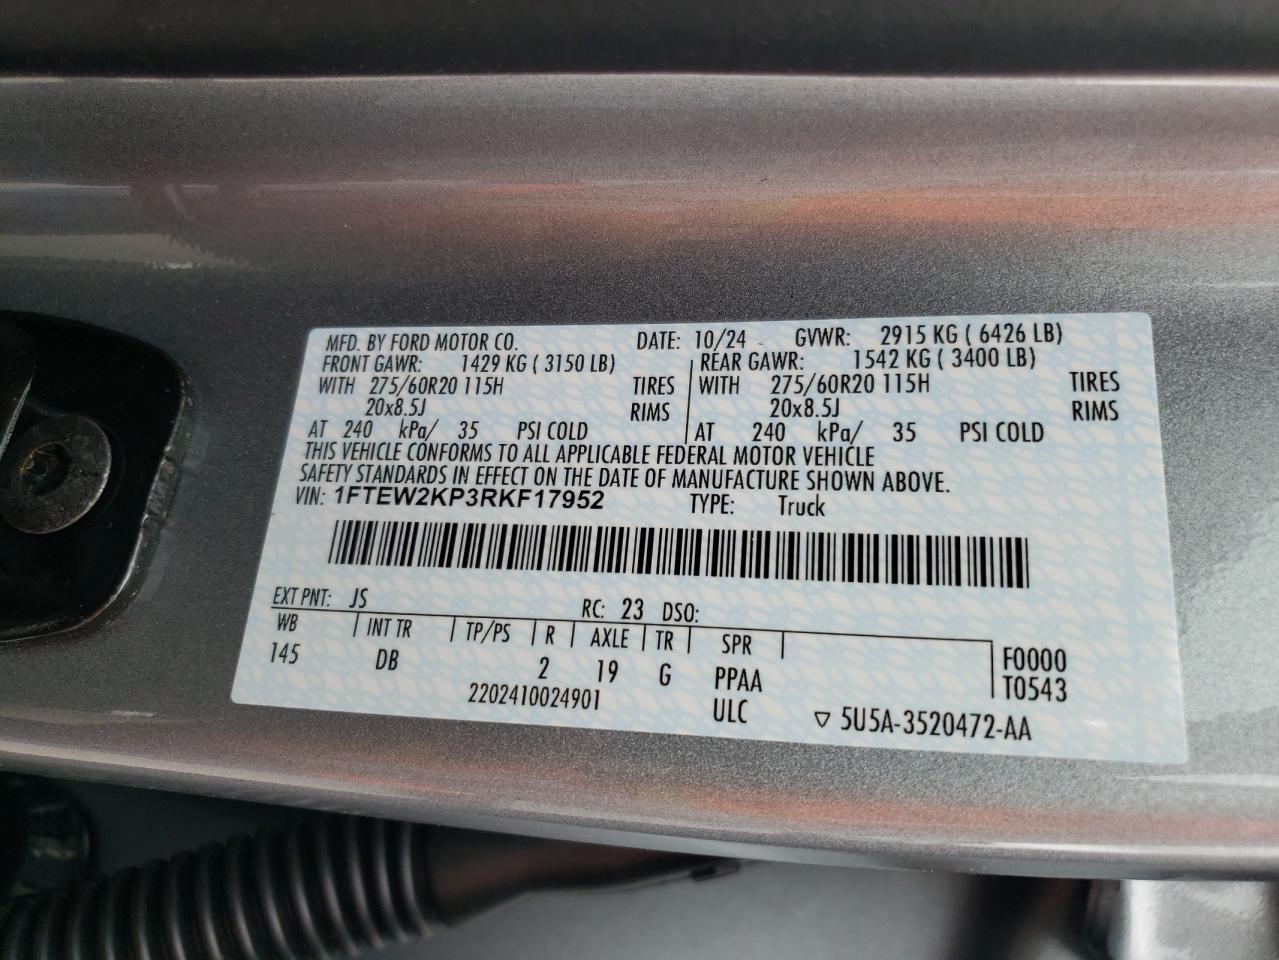 MFD. BY FORD MOTOR CO. DATE: 10/24 GVWR: 2915 KG ( 6426 LB)
FRONT GAWR: 1429 KG ( 3150 LB) REAR GAWR: 1542 KG ( 3400 LB)
WITH 275/60R20 115H TIRES WITH 275/60R20 115H TIRES
20x8.5J RIMS 20x8.5J RIMS
AT 240 kPa/ 35 PSI COLD AT 240 kPa/ 35 PSI COLD
THIS VEHICLE CONFORMS TO ALL APPLICABLE FEDERAL MOTOR VEHICLE
SAFETY STANDARDS IN EFFECT ON THE DATE OF MANUFACTURE SHOWN ABOVE.
VIN: 1FTEW2KP3RKF17952 TYPE: Truck
EXT PNT: JS RC: 23 DSO:
WB INT TR TP/PS R AXLE TR SPR
145 DB 2 19 G PPAA F0000
2202410024901 ULC T0543
▽ 5U5A-3520472-AA